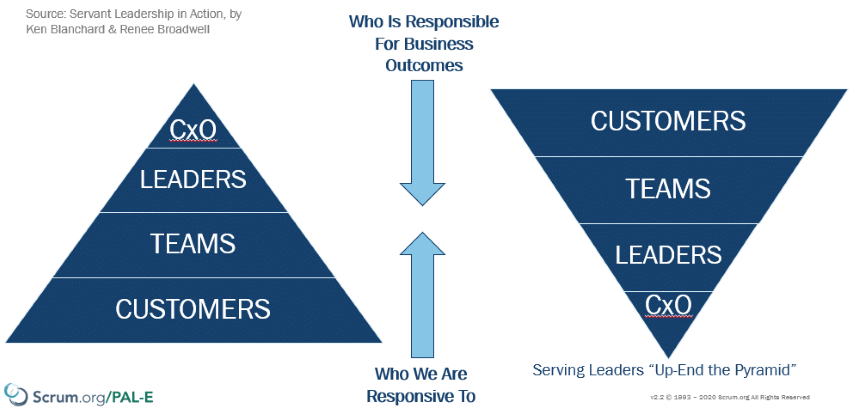 Source: Servant Leadership in Action, by
Ken Blanchard & Renee Broadwell
Who Is Responsible
For Business
Outcomes
CxO
LEADERS
TEAMS
CUSTOMERS
CUSTOMERS
TEAMS
LEADERS
CxO
Who We Are
Responsive To
Serving Leaders “Up-End the Pyramid”
Scrum.org/PAL-E
v2.2 © 1993 – 2020 Scrum.org All Rights Reserved